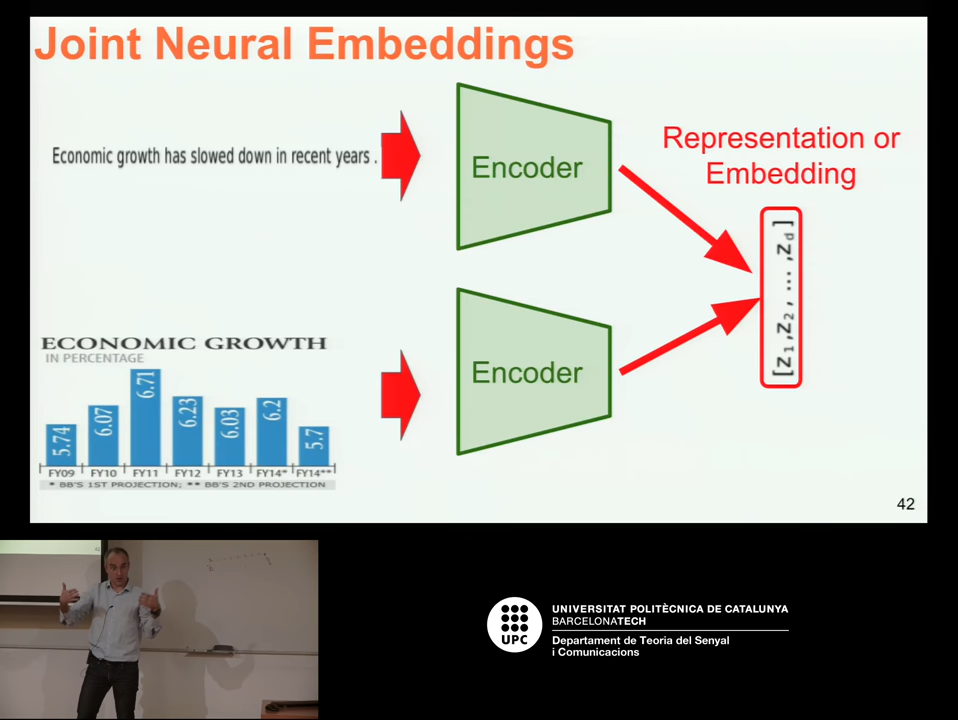 Joint Neural Embeddings
Economic growth has slowed down in recent years .
Encoder
Representation or
Embedding
[z1,z2, ... ,zd]
ECONOMIC GROWTH
IN PERCENTAGE
5.74 6.07 6.71 6.23 6.03 6.2 5.7
FY09 FY10 FY11 FY12 FY13 FY14* FY14**
* BB'S 1ST PROJECTION; ** BB'S 2ND PROJECTION
Encoder
42
UPC
UNIVERSITAT POLITÈCNICA DE CATALUNYA
BARCELONATECH
Departament de Teoria del Senyal
i Comunicacions